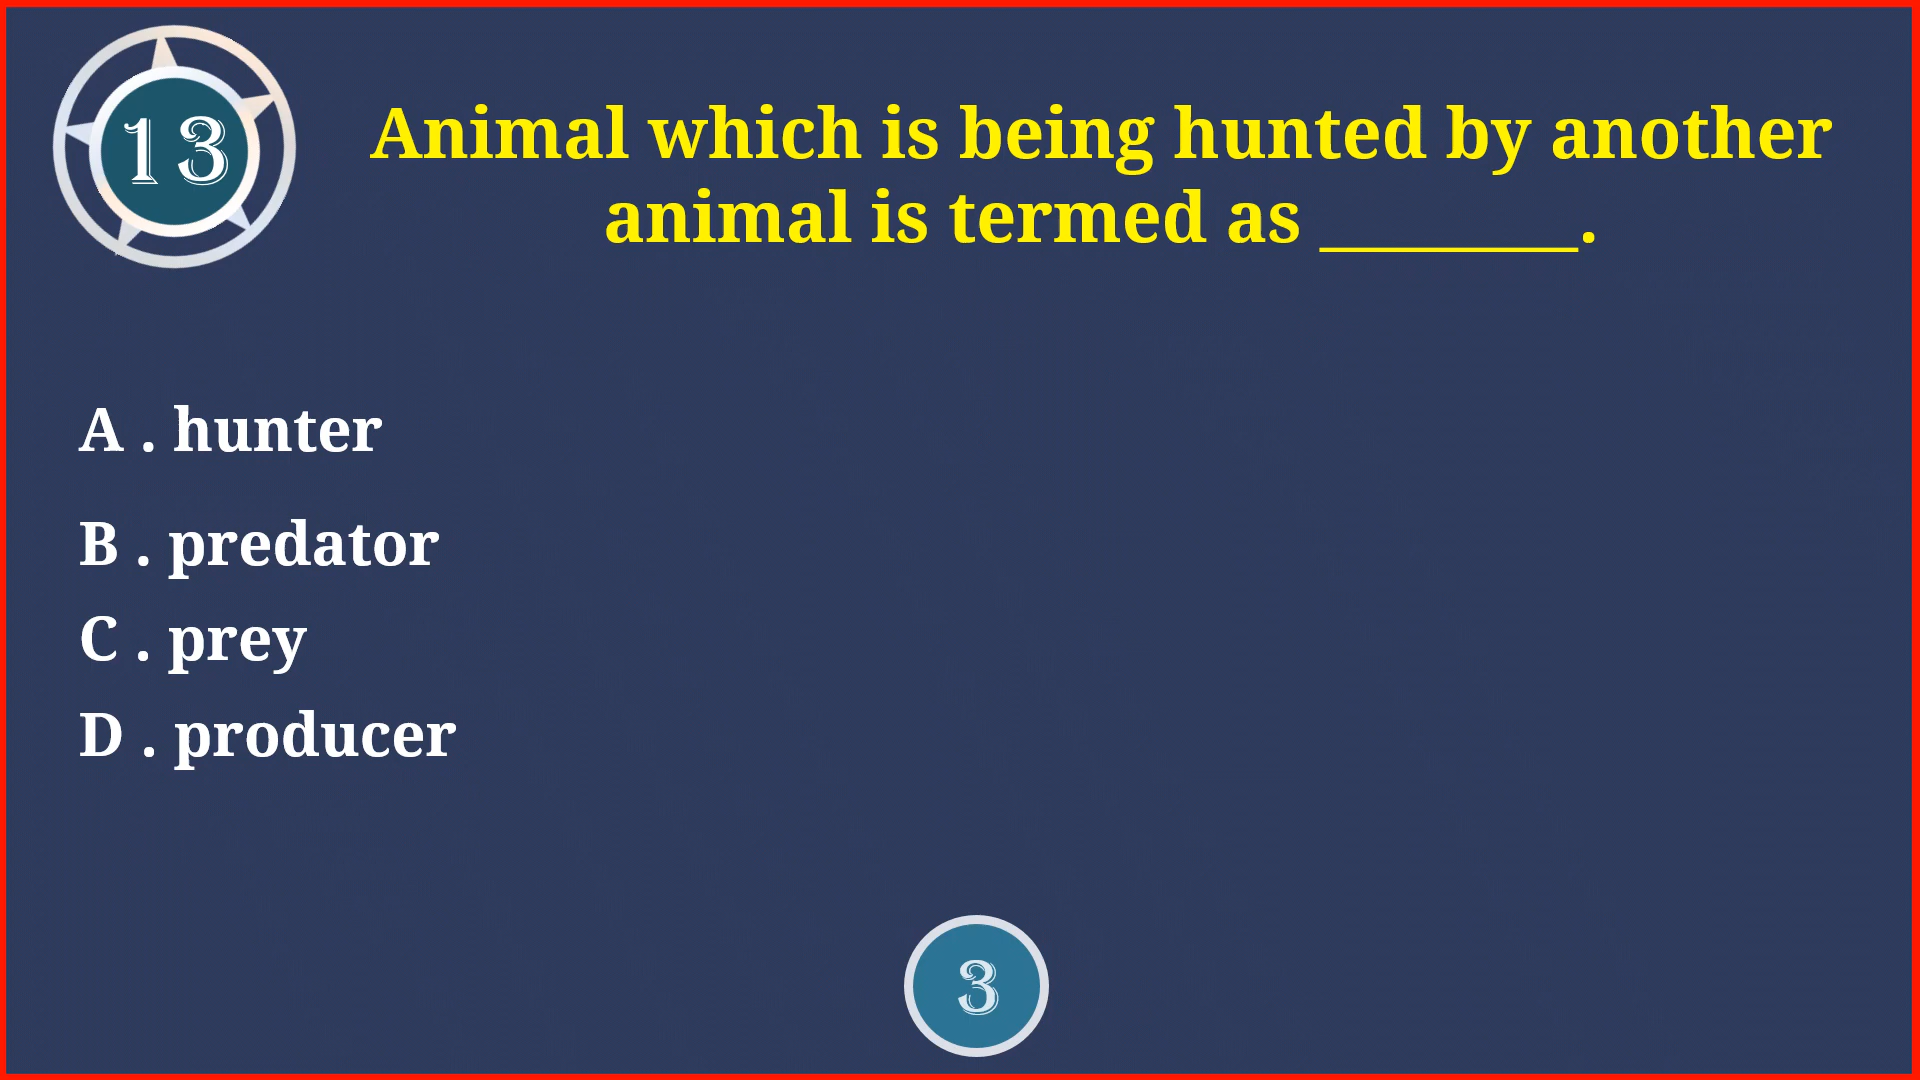 13
Animal which is being hunted by another
animal is termed as ________.
A . hunter
B . predator
C . prey
D . producer
3